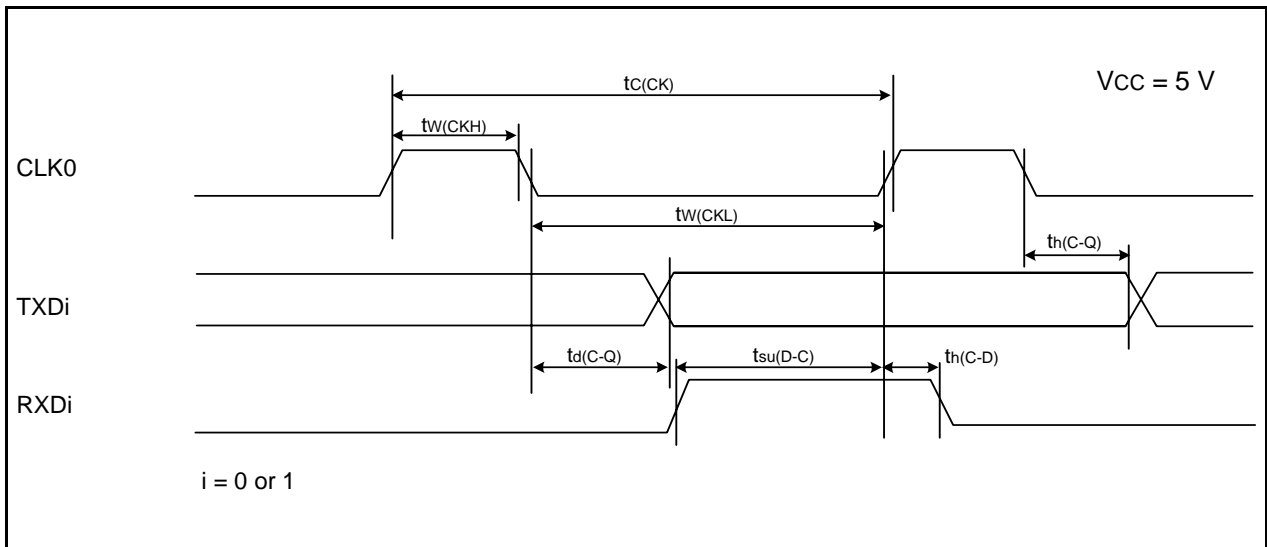 tC(CK)
VCC = 5 V
tW(CKH)
CLK0
tW(CKL)
th(C-Q)
TXDi
td(C-Q)
tsu(D-C)
th(C-D)
RXDi
i = 0 or 1